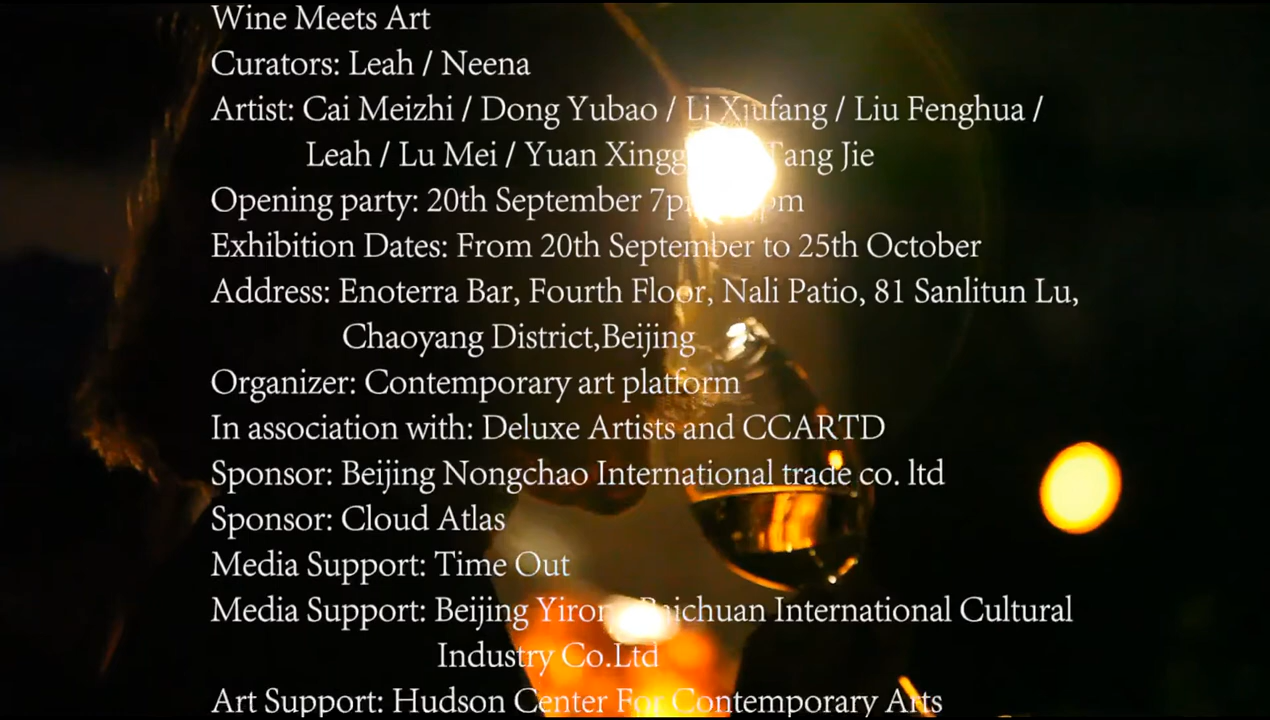 Wine Meets Art
Curators: Leah / Neena
Artist: Cai Meizhi / Dong Yubao / Li Xiufang / Liu Fenghua /
Leah / Lu Mei / Yuan Tang Jie
Opening party: 20th September
Exhibition Dates: From 20th September to 25th October
Address: Enoterra Bar, Fourth Floor, Nali Patio, 81 Sanlitun Lu,
Chaoyang District,Beijing
Organizer: Contemporary art platform
In association with: Deluxe Artists and CCARTD
Sponsor: Beijing Nongchao International trade co. ltd
Sponsor: Cloud Atlas
Media Support: Time Out
Media Support: Beijing Yirong Baichuan International Cultural
Industry Co.Ltd
Art Support: Hudson Center For Contemporary Arts